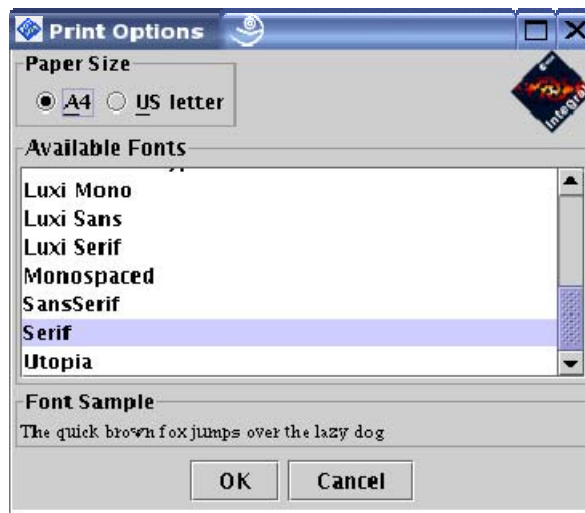 Print Options
Paper Size
A4 US letter
Integral
Available Fonts
Luxi Mono
Luxi Sans
Luxi Serif
Monospaced
SansSerif
Serif
Utopia
Font Sample
The quick brown fox jumps over the lazy dog
OK Cancel